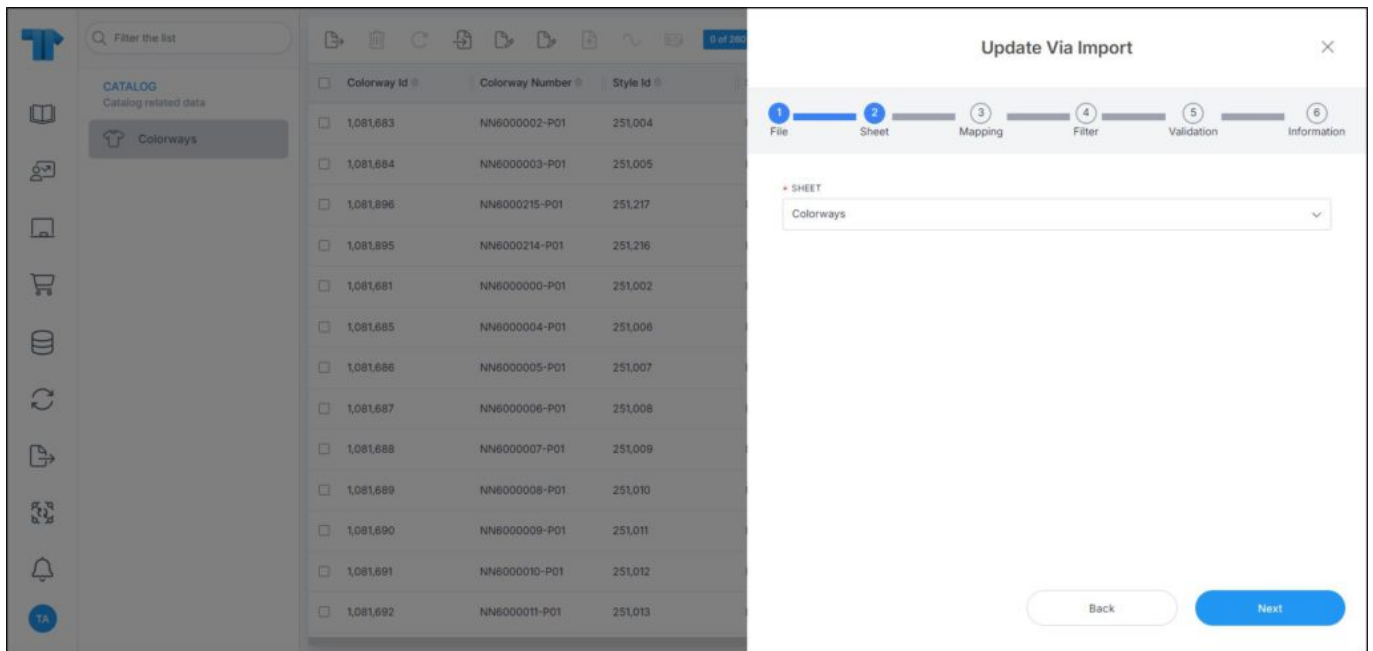 Filter the list
CATALOG
Catalog related data
Colorways
TA
0 of 260
Colorway Id
Colorway Number
Style Id
1,081,683
NN6000002-P01
251,004
1,081,684
NN6000003-P01
251,005
1,081,896
NN6000215-P01
251,217
1,081,895
NN6000214-P01
251,216
1,081,681
NN6000000-P01
251,002
1,081,685
NN6000004-P01
251,006
1,081,686
NN6000005-P01
251,007
1,081,687
NN6000006-P01
251,008
1,081,688
NN6000007-P01
251,009
1,081,689
NN6000008-P01
251,010
1,081,690
NN6000009-P01
251,011
1,081,691
NN6000010-P01
251,012
1,081,692
NN6000011-P01
251,013
Update Via Import
1
File
2
Sheet
3
Mapping
4
Filter
5
Validation
6
Information
* SHEET
Colorways
Back
Next